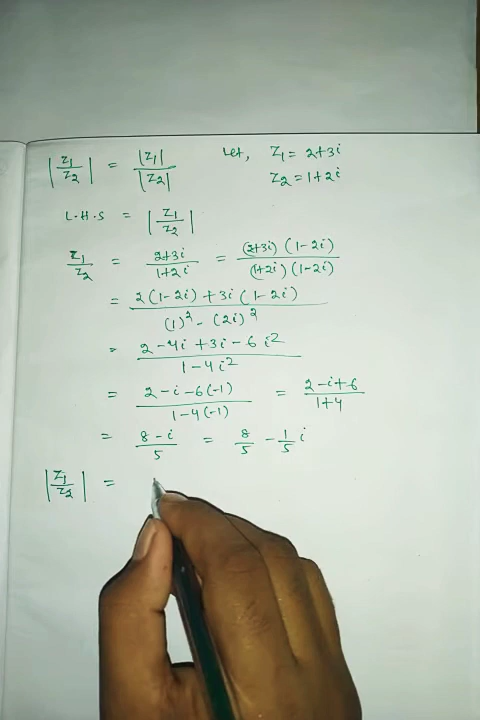 |z₁/z₂| = |z₁|/|z₂| Let, z₁ = 2+3i
z₂ = 1+2i
L.H.S = |z₁/z₂|
z₁/z₂ = (2+3i)/(1+2i) = (2+3i)(1-2i)/(1+2i)(1-2i)
= 2(1-2i)+3i(1-2i)/(1)²-(2i)²
= 2-4i+3i-6i²/1-4i²
= 2-i-6(-1)/1-4(-1) = 2-i+6/1+4
= 8-i/5 = 8/5 - 1/5 i
|z₁/z₂| =